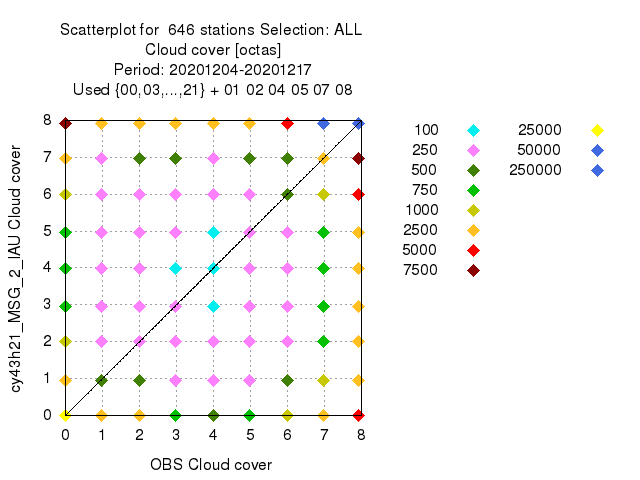 Scatterplot for  646 stations Selection: ALL
Cloud cover [octas]
Period: 20201204-20201217
Used {00,03,...,21} + 01 02 04 05 07 08
cy43h21_MSG_2_IAU Cloud cover
8
7
6
5
4
3
2
1
0
0 1 2 3 4 5 6 7 8
OBS Cloud cover
100 25000
250 50000
500 250000
750
1000
2500
5000
7500